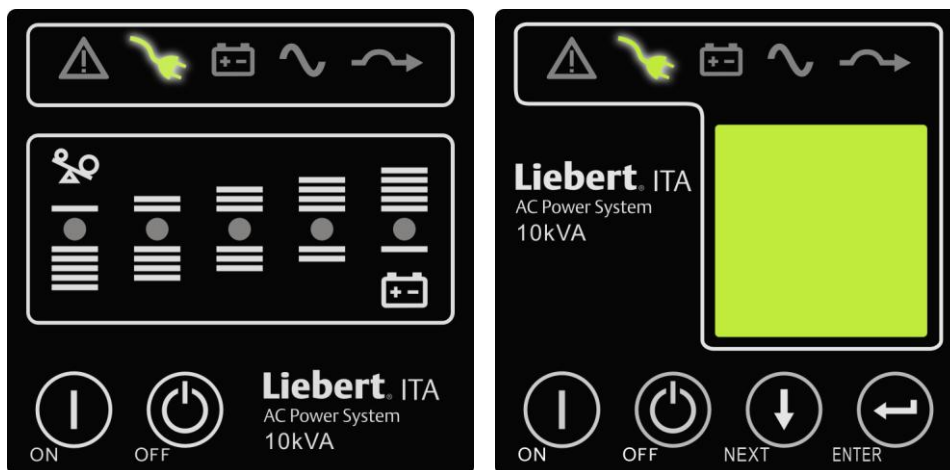 Liebert® ITA
AC Power System
10kVA
ON
OFF
Liebert® ITA
AC Power System
10kVA
ON
OFF
NEXT
ENTER